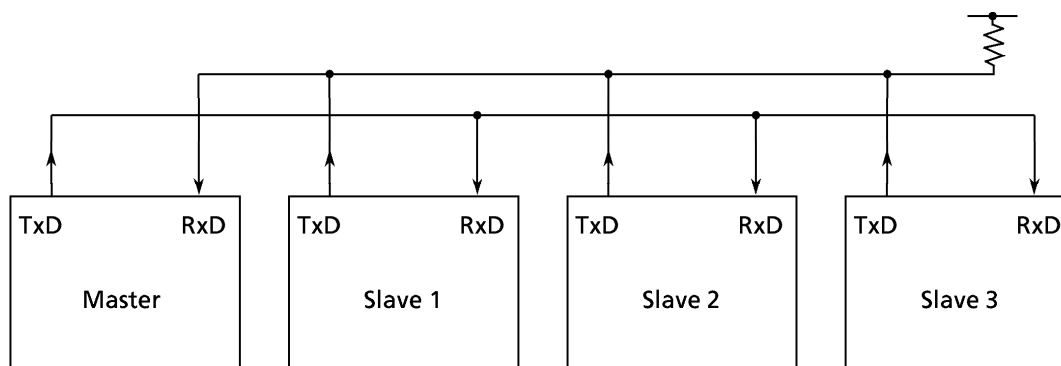 TxD RxD TxD RxD TxD RxD TxD RxD
Master Slave 1 Slave 2 Slave 3